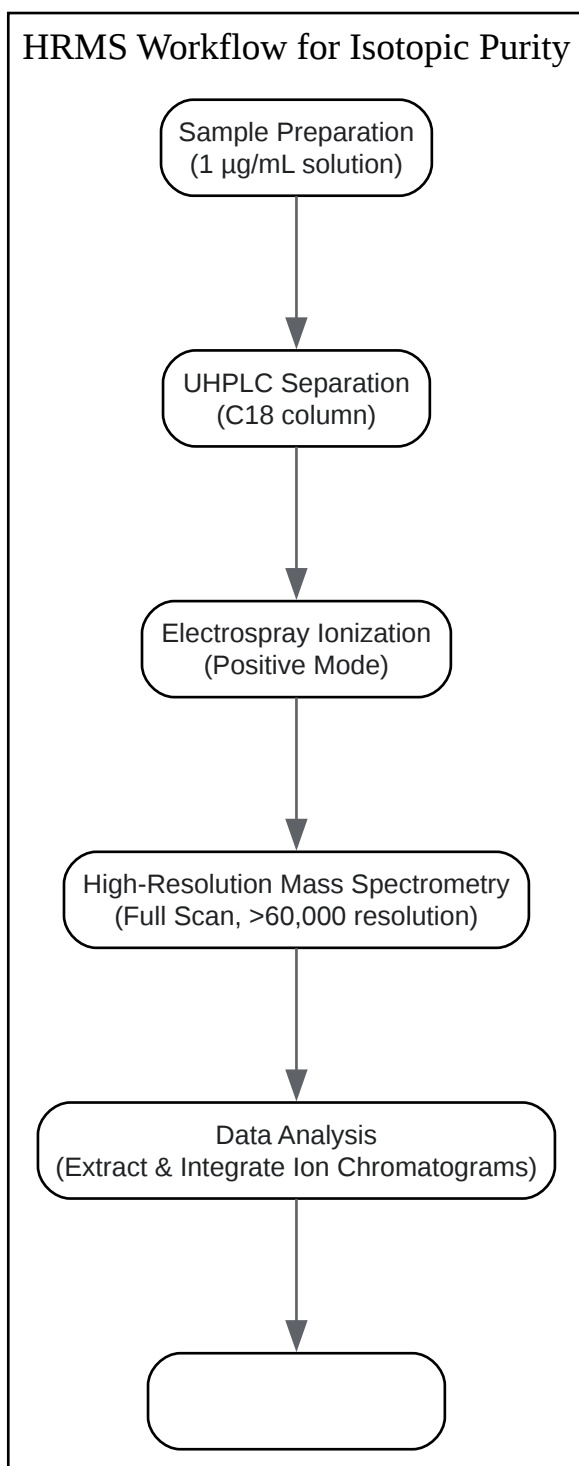 HRMS Workflow for Isotopic Purity
Sample Preparation
(1 µg/mL solution)
UHPLC Separation
(C18 column)
Electrospray Ionization
(Positive Mode)
High-Resolution Mass Spectrometry
(Full Scan, >60,000 resolution)
Data Analysis
(Extract & Integrate Ion Chromatograms)